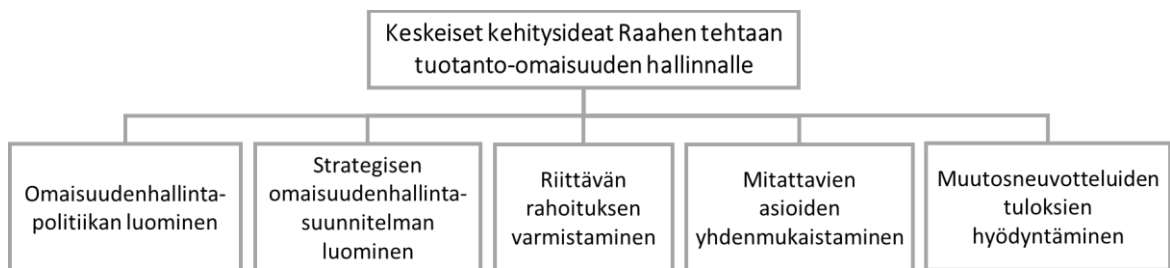 Keskeiset kehitysideat Raahen tehtaan
tuotanto-omaisuuden hallinnalle
Omaisuudenhallinta-
politiikan luominen
Strategisen
omaisuudenhallinta-
suunnitelman
luominen
Riittävän
rahoituksen
varmistaminen
Mitattavien
asioiden
yhdenmukaistaminen
Muutosneuvotteluiden
tuloksien
hyödyntäminen